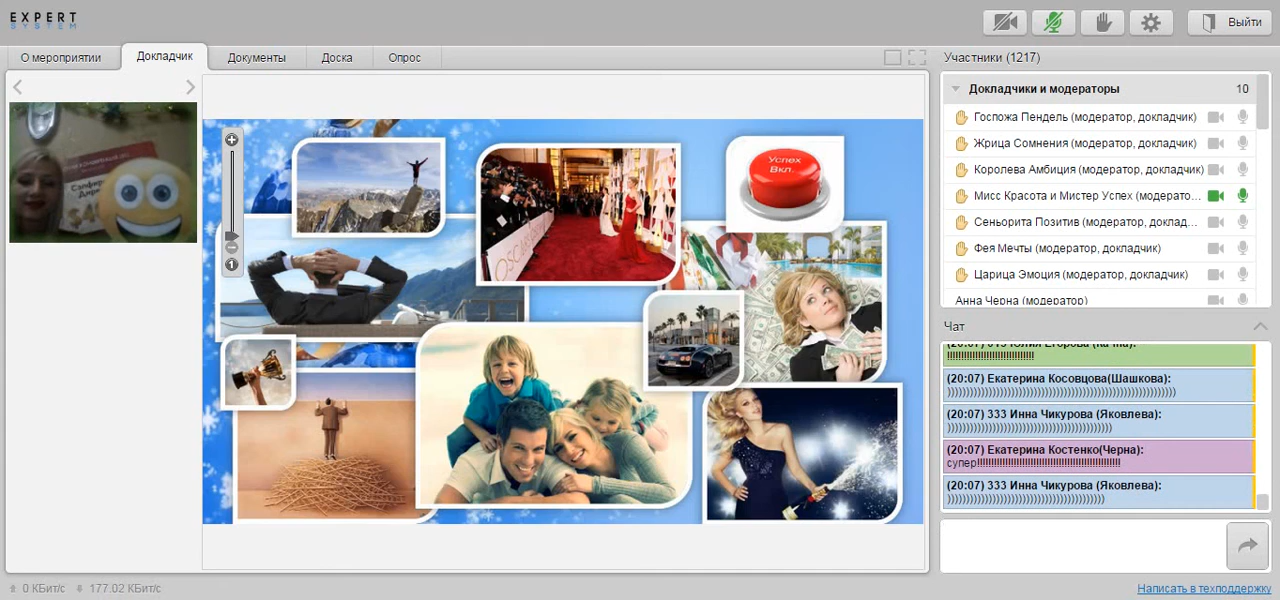 EXPERT
SYSTEM
Выйти
О мероприятии
Докладчик
Документы
Доска
Опрос
Участники (1217)
Докладчики и модераторы 10
Госпожа Пендель (модератор, докладчик)
Жрица Сомнения (модератор, докладчик)
Королева Амбиция (модератор, докладчик)
Мисс Красота и Мистер Успех (модерато...
Сеньорита Позитив (модератор, доклад...
Фея Мечты (модератор, докладчик)
Царица Эмоция (модератор, докладчик)
Анна Черна (модератор)
Успех
Вкл.
OSCARS
1
Чат
(20:07) Екатерина Косовцова(Шашкова):
))))))))))))))))))))))))))))))))))))))))))))))))))))))))
(20:07) 333 Инна Чикурова (Яковлева):
))))))))))))))))))))))))))))))))))))))))
(20:07) Екатерина Костенко(Черна):
супер!!!!!!!!!!!!!!!!!!!!!!!!!!!!!!!!!!!!!!!!!!!!!!!!
(20:07) 333 Инна Чикурова (Яковлева):
))))))))))))))))))))))))))))))))))))))
0 КБит/с
177.02 КБит/с
Написать в техподдержку